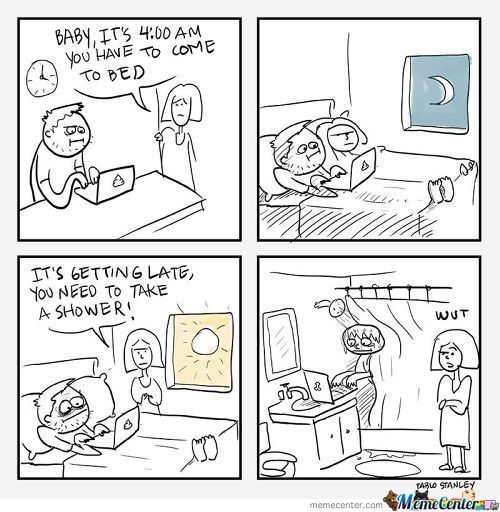 BABY, IT'S 4:00 AM
YOU HAVE TO COME
TO BED
IT'S GETTING LATE,
YOU NEED TO TAKE
A SHOWER!
WUT
PABLO STANLEY
memecenter.com
MemeCenter